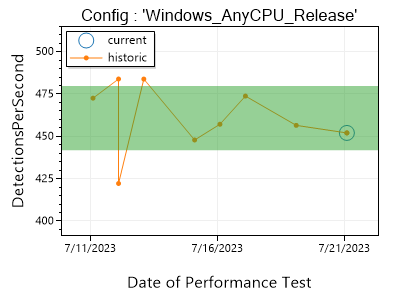 Config : 'Windows_AnyCPU_Release'
current
historic
DetectionsPerSecond
500
475
450
425
400
7/11/2023
7/16/2023
7/21/2023
Date of Performance Test